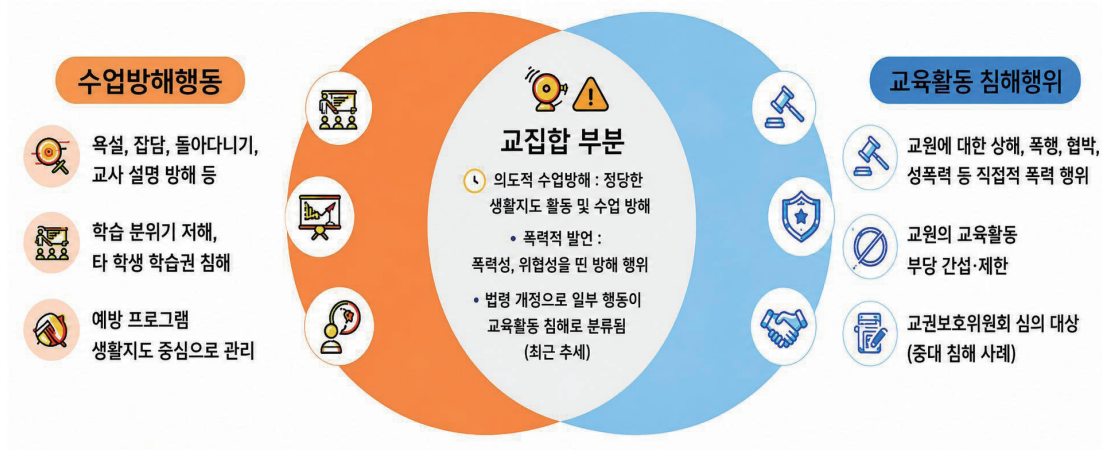 수업방해행동
욕설, 잡담, 돌아다니기,
교사 설명 방해 등
학습 분위기 저해,
타 학생 학습권 침해
예방 프로그램
생활지도 중심으로 관리
교집합 부분
의도적 수업방해 : 정당한
생활지도 활동 및 수업 방해
• 폭력적 발언 :
폭력성, 위협성을 띤 방해 행위
• 법령 개정으로 일부 행동이
교육활동 침해로 분류됨
(최근 추세)
교육활동 침해행위
교원에 대한 상해, 폭행, 협박,
성폭력 등 직접적 폭력 행위
교원의 교육활동
부당 간섭·제한
교권보호위원회 심의 대상
(중대 침해 사례)